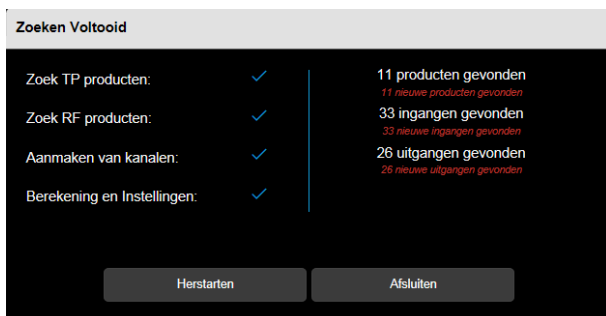 Zoeken Voltooid
Zoek TP producten:
Zoek RF producten:
Aanmaken van kanalen:
Berekening en Instellingen:
11 producten gevonden
11 nieuwe producten gevonden
33 ingangen gevonden
33 nieuwe ingangen gevonden
26 uitgangen gevonden
26 nieuwe uitgangen gevonden
Herstarten
Afsluiten